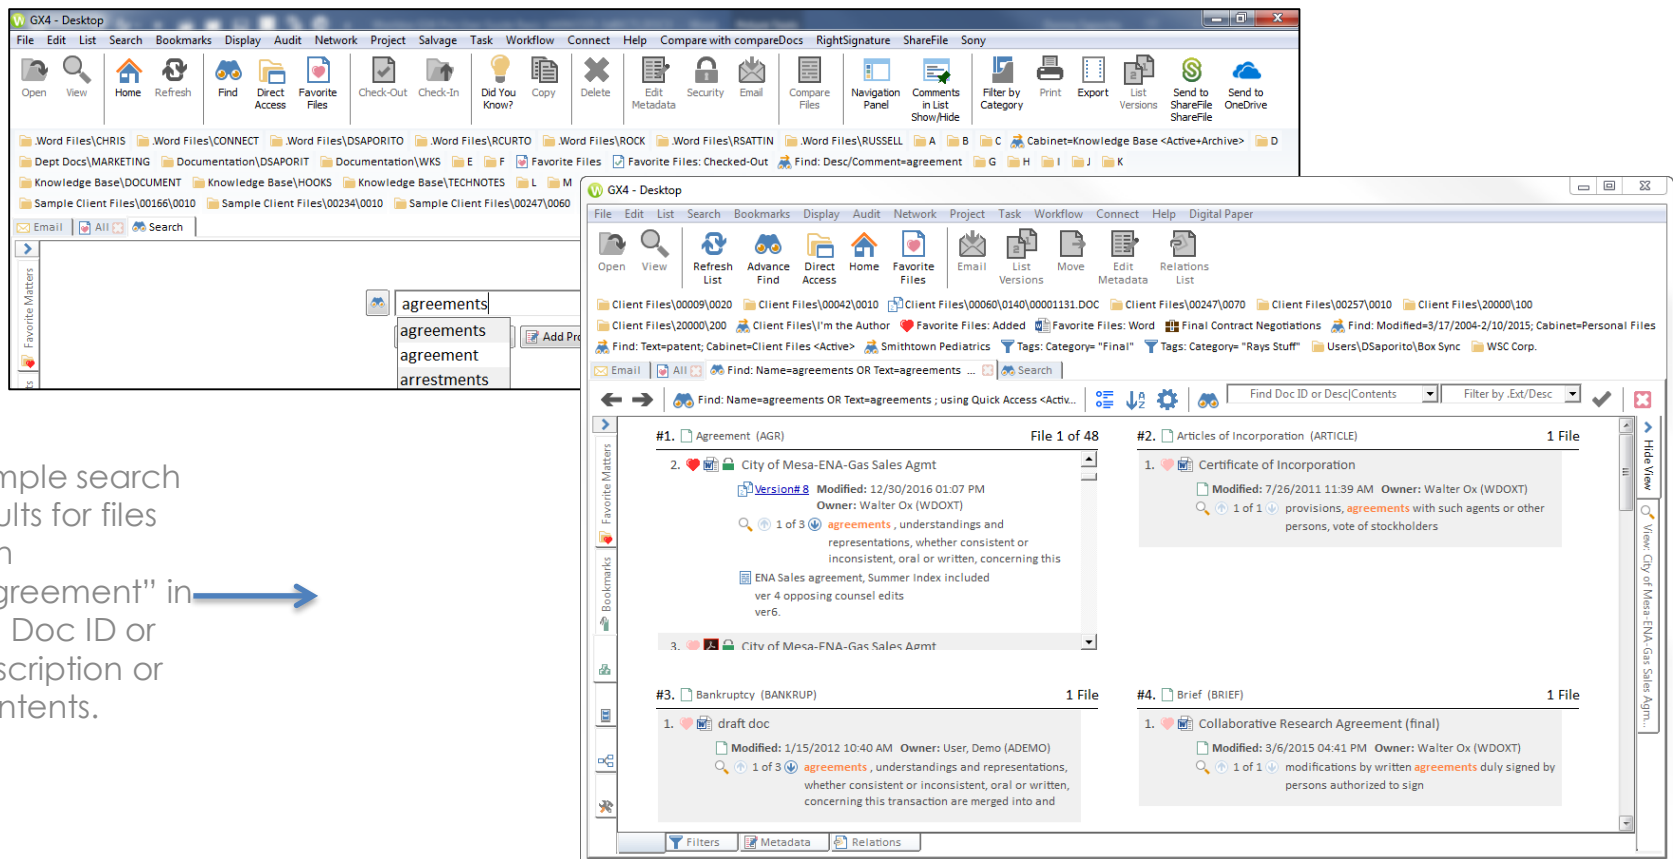 GX4 - Desktop
File Edit List Search Bookmarks Display Audit Network Project Salvage Task Workflow Connect Help Compare with compareDocs RightSignature ShareFile Sony
Open View Home Refresh Find Direct Access Favorite Files Check-Out Check-In Did You Know? Copy Delete Edit Metadata Security Email Compare Files Navigation Panel Comments in List Show/Hide Filter by Category Print Export List Versions Send to ShareFile Send to OneDrive
.Word Files\CHRIS .Word Files\CONNECT .Word Files\DSAPORITO .Word Files\RCURTO .Word Files\ROCK .Word Files\RSATTIN .Word Files\RUSSELL A B C Cabinet=Knowledge Base <Active+Archive> D
Dept Docs\MARKETING Documentation\DSAPORIT Documentation\WKS E F Favorite Files Favorite Files: Checked-Out Find: Desc/Comment=agreement G H I J K
Knowledge Base\DOCUMENT Knowledge Base\HOOKS Knowledge Base\TECHNOTES L M
Sample Client Files\00166\0010 Sample Client Files\00234\0010 Sample Client Files\00247\0060
Email All Search
Favorite Matters
agreements
agreements
agreement
arrestments
Add Pro
mple search
ults for files
greement” in
Doc ID or
scription or
ntents.
GX4 - Desktop
File Edit List Search Bookmarks Display Audit Network Project Task Workflow Connect Help Digital Paper
Open View Refresh List Advance Find Direct Access Home Favorite Files Email List Versions Move Edit Metadata Relations List
Client Files\00009\0020 Client Files\00042\0010 Client Files\00060\0140\00001131.DOC Client Files\00247\0070 Client Files\00257\0010 Client Files\20000\100
Client Files\20000\200 Client Files\I'm the Author Favorite Files: Added Favorite Files: Word Final Contract Negotiations Find: Modified=3/17/2004-2/10/2015; Cabinet=Personal Files
Find: Text=patent; Cabinet=Client Files <Active> Smithtown Pediatrics Tags: Category= "Final" Tags: Category= "Rays Stuff" Users\DSaporito\Box Sync WSC Corp.
Email All Find: Name=agreements OR Text=agreements ... Search
Find: Name=agreements OR Text=agreements ; using Quick Access <Activ... Find Doc ID or Desc|Contents Filter by .Ext/Desc
Favorite Matters
Bookmarks
#1. Agreement (AGR) File 1 of 48
2. City of Mesa-ENA-Gas Sales Agmt
Version# 8 Modified: 12/30/2016 01:07 PM
Owner: Walter Ox (WDOXT)
1 of 3 agreements , understandings and
representations, whether consistent or
inconsistent, oral or written, concerning this
ENA Sales agreement, Summer Index included
ver 4 opposing counsel edits
ver6.
3. City of Mesa-ENA-Gas Sales Agmt
#2. Articles of Incorporation (ARTICLE) 1 File
1. Certificate of Incorporation
Modified: 7/26/2011 11:39 AM Owner: Walter Ox (WDOXT)
1 of 1 provisions, agreements with such agents or other
persons, vote of stockholders
#3. Bankruptcy (BANKRUP) 1 File
1. draft doc
Modified: 1/15/2012 10:40 AM Owner: User, Demo (ADEMO)
1 of 3 agreements , understandings and representations,
whether consistent or inconsistent, oral or written,
concerning this transaction are merged into and
#4. Brief (BRIEF) 1 File
1. Collaborative Research Agreement (final)
Modified: 3/6/2015 04:41 PM Owner: Walter Ox (WDOXT)
1 of 1 modifications by written agreements duly signed by
persons authorized to sign
Hide View
View: City of Mesa-ENA-Gas Sales Agm...
Filters Metadata Relations